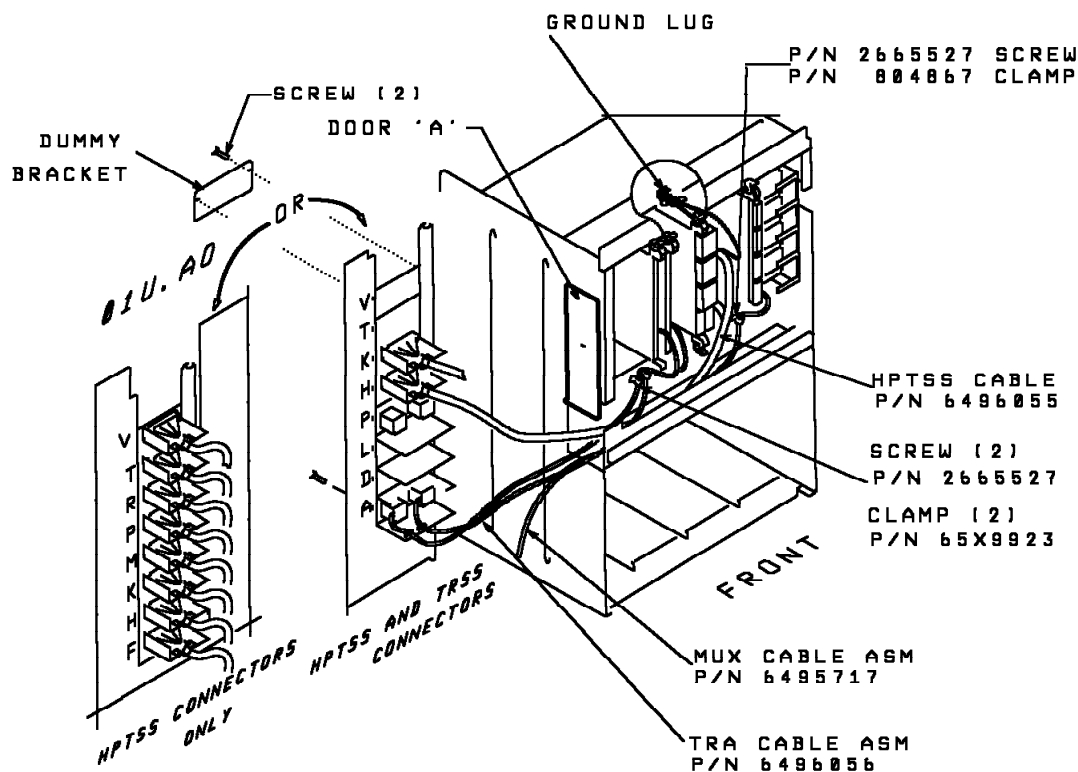 GROUND LUG
P/N 2665527 SCREW
P/N 804867 CLAMP
SCREW (2)
DOOR 'A'
DUMMY
BRACKET
OR
01U. A0
V
T
K
H
P
L
D
A
V
T
R
P
M
K
H
F
HPTSS CABLE
P/N 6496055
SCREW (2)
P/N 2665527
CLAMP (2)
P/N 65X9923
FRONT
HPTSS AND TRSS
CONNECTORS
HPTSS CONNECTORS
ONLY
MUX CABLE ASM
P/N 6495717
TRA CABLE ASM
P/N 6496056